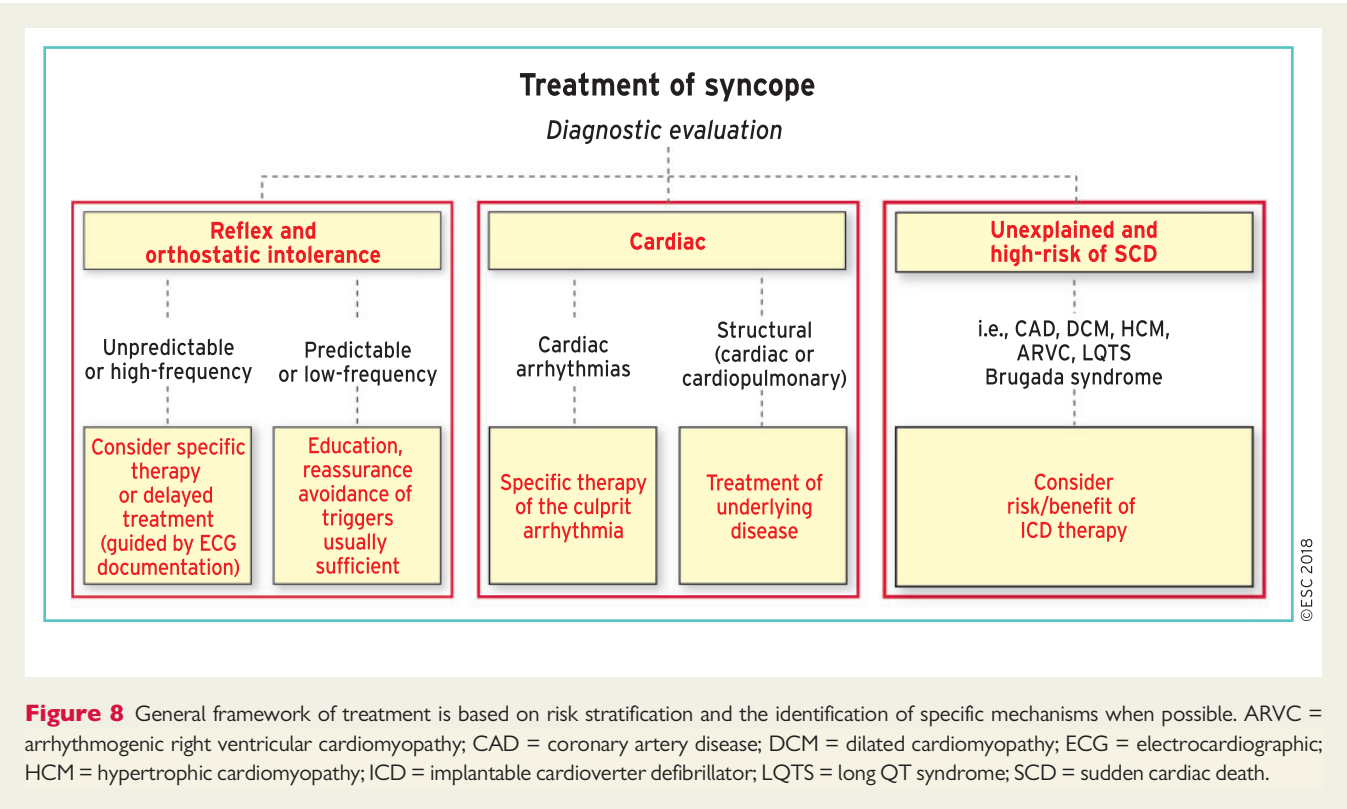 Treatment of syncope
Diagnostic evaluation
Reflex and
orthostatic intolerance
Unpredictable
or high-frequency
Predictable
or low-frequency
Consider specific
therapy
or delayed
treatment
(guided by ECG
documentation)
Education,
reassurance
avoidance of
triggers
usually
sufficient
Cardiac
Cardiac
arrhythmias
Structural
(cardiac or
cardiopulmonary)
Specific therapy
of the culprit
arrhythmia
Treatment of
underlying
disease
Unexplained and
high-risk of SCD
i.e., CAD, DCM, HCM,
ARVC, LQTS
Brugada syndrome
Consider
risk/benefit of
ICD therapy
©ESC 2018
Figure 8 General framework of treatment is based on risk stratification and the identification of specific mechanisms when possible. ARVC =
arrhythmogenic right ventricular cardiomyopathy; CAD = coronary artery disease; DCM = dilated cardiomyopathy; ECG = electrocardiographic;
HCM = hypertrophic cardiomyopathy; ICD = implantable cardioverter defibrillator; LQTS = long QT syndrome; SCD = sudden cardiac death.